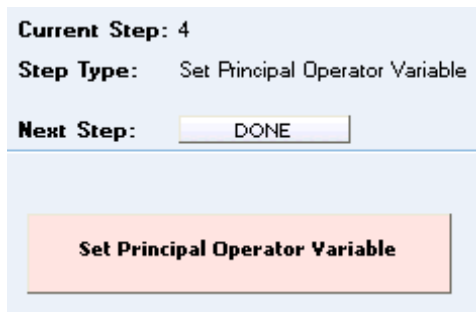 Current Step: 4
Step Type: Set Principal Operator Variable
Next Step: DONE
Set Principal Operator Variable